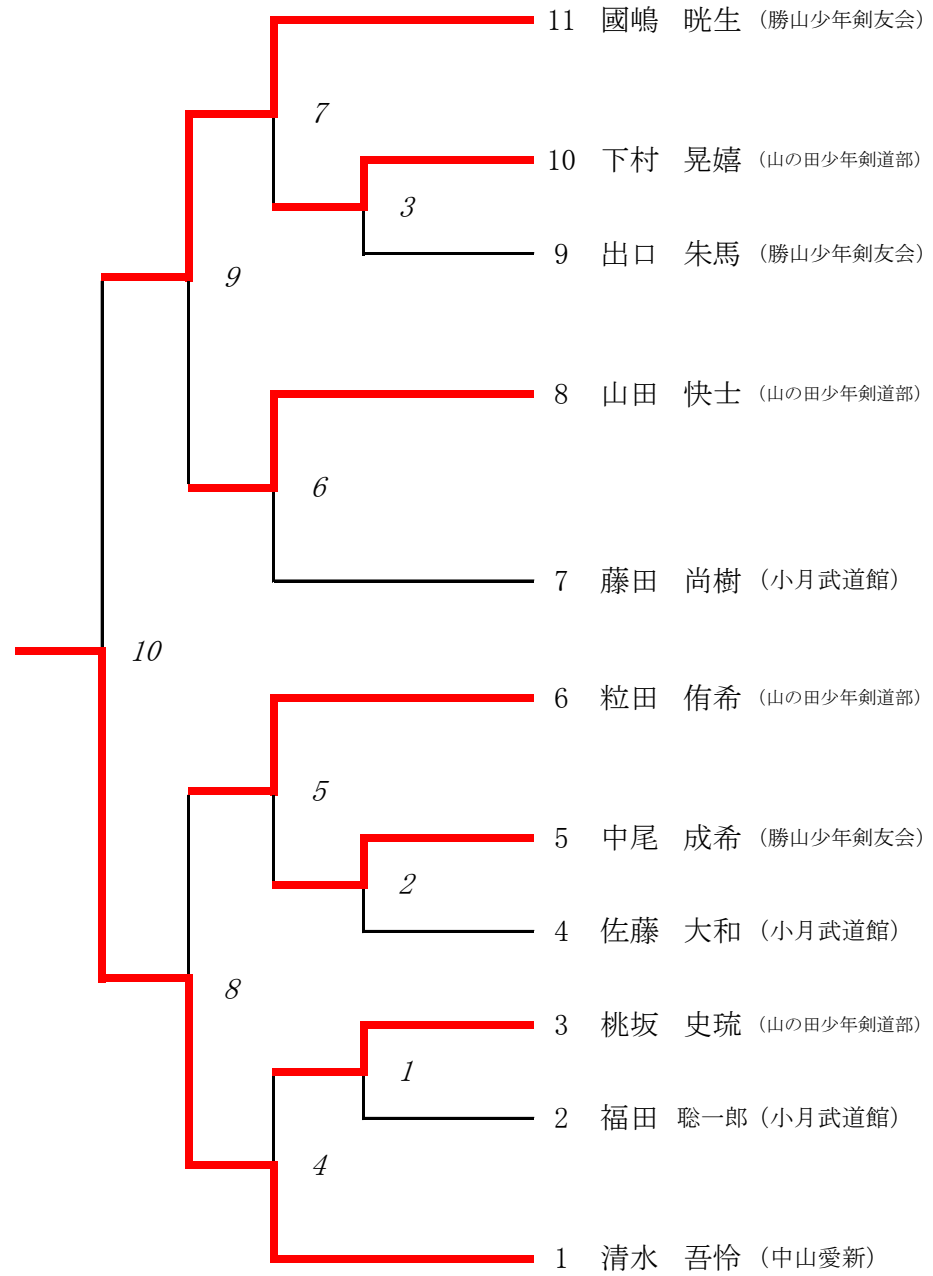 11 國嶋 晄生 (勝山少年剣友会)
7
10 下村 晃嬉 (山の田少年剣道部)
3
9 出口 朱馬 (勝山少年剣友会)
9
8 山田 快士 (山の田少年剣道部)
6
7 藤田 尚樹 (小月武道館)
10
6 粒田 侑希 (山の田少年剣道部)
5
5 中尾 成希 (勝山少年剣友会)
2
4 佐藤 大和 (小月武道館)
8
3 桃坂 史琉 (山の田少年剣道部)
1
2 福田 聡一郎 (小月武道館)
4
1 清水 吾怜 (中山愛新)